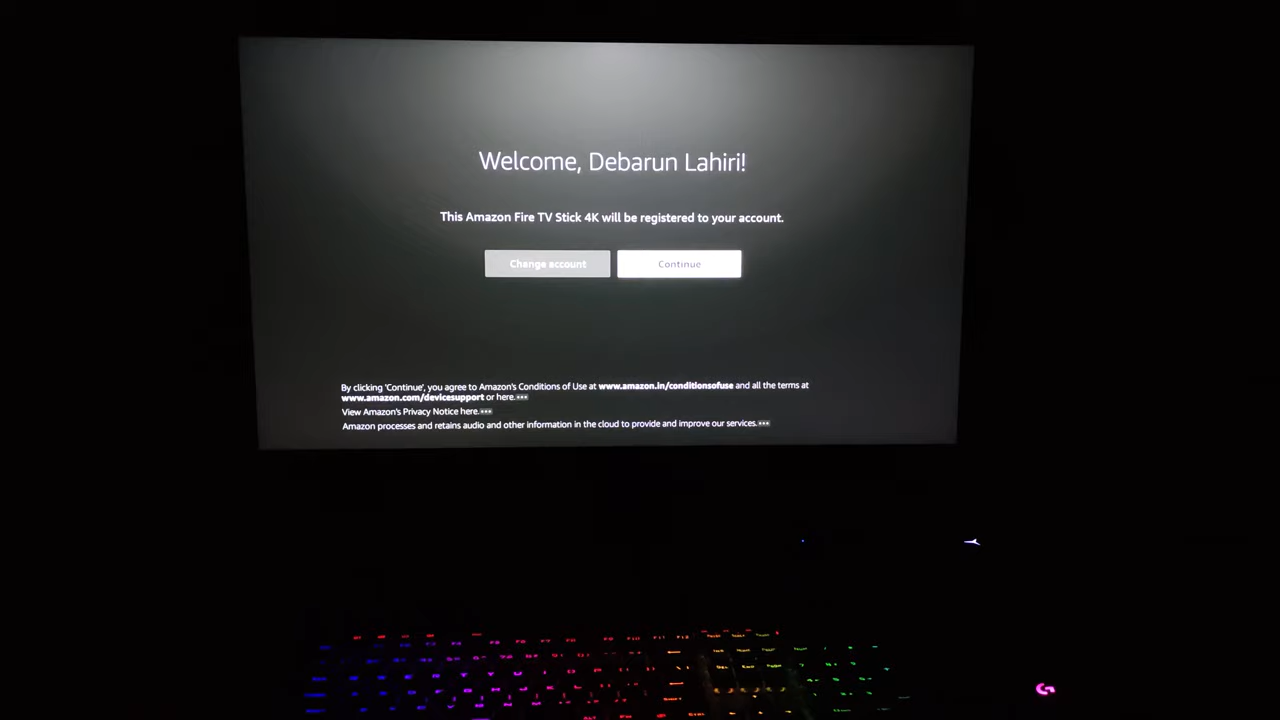 Welcome, Debarun Lahiri!
This Amazon Fire TV Stick 4K will be registered to your account.
Change account Continue
By clicking 'Continue', you agree to Amazon's Conditions of Use at www.amazon.in/conditionsofuse and all the terms at
www.amazon.com/devicesupport or here.
View Amazon's Privacy Notice here.
Amazon processes and retains audio and other information in the cloud to provide and improve our services.